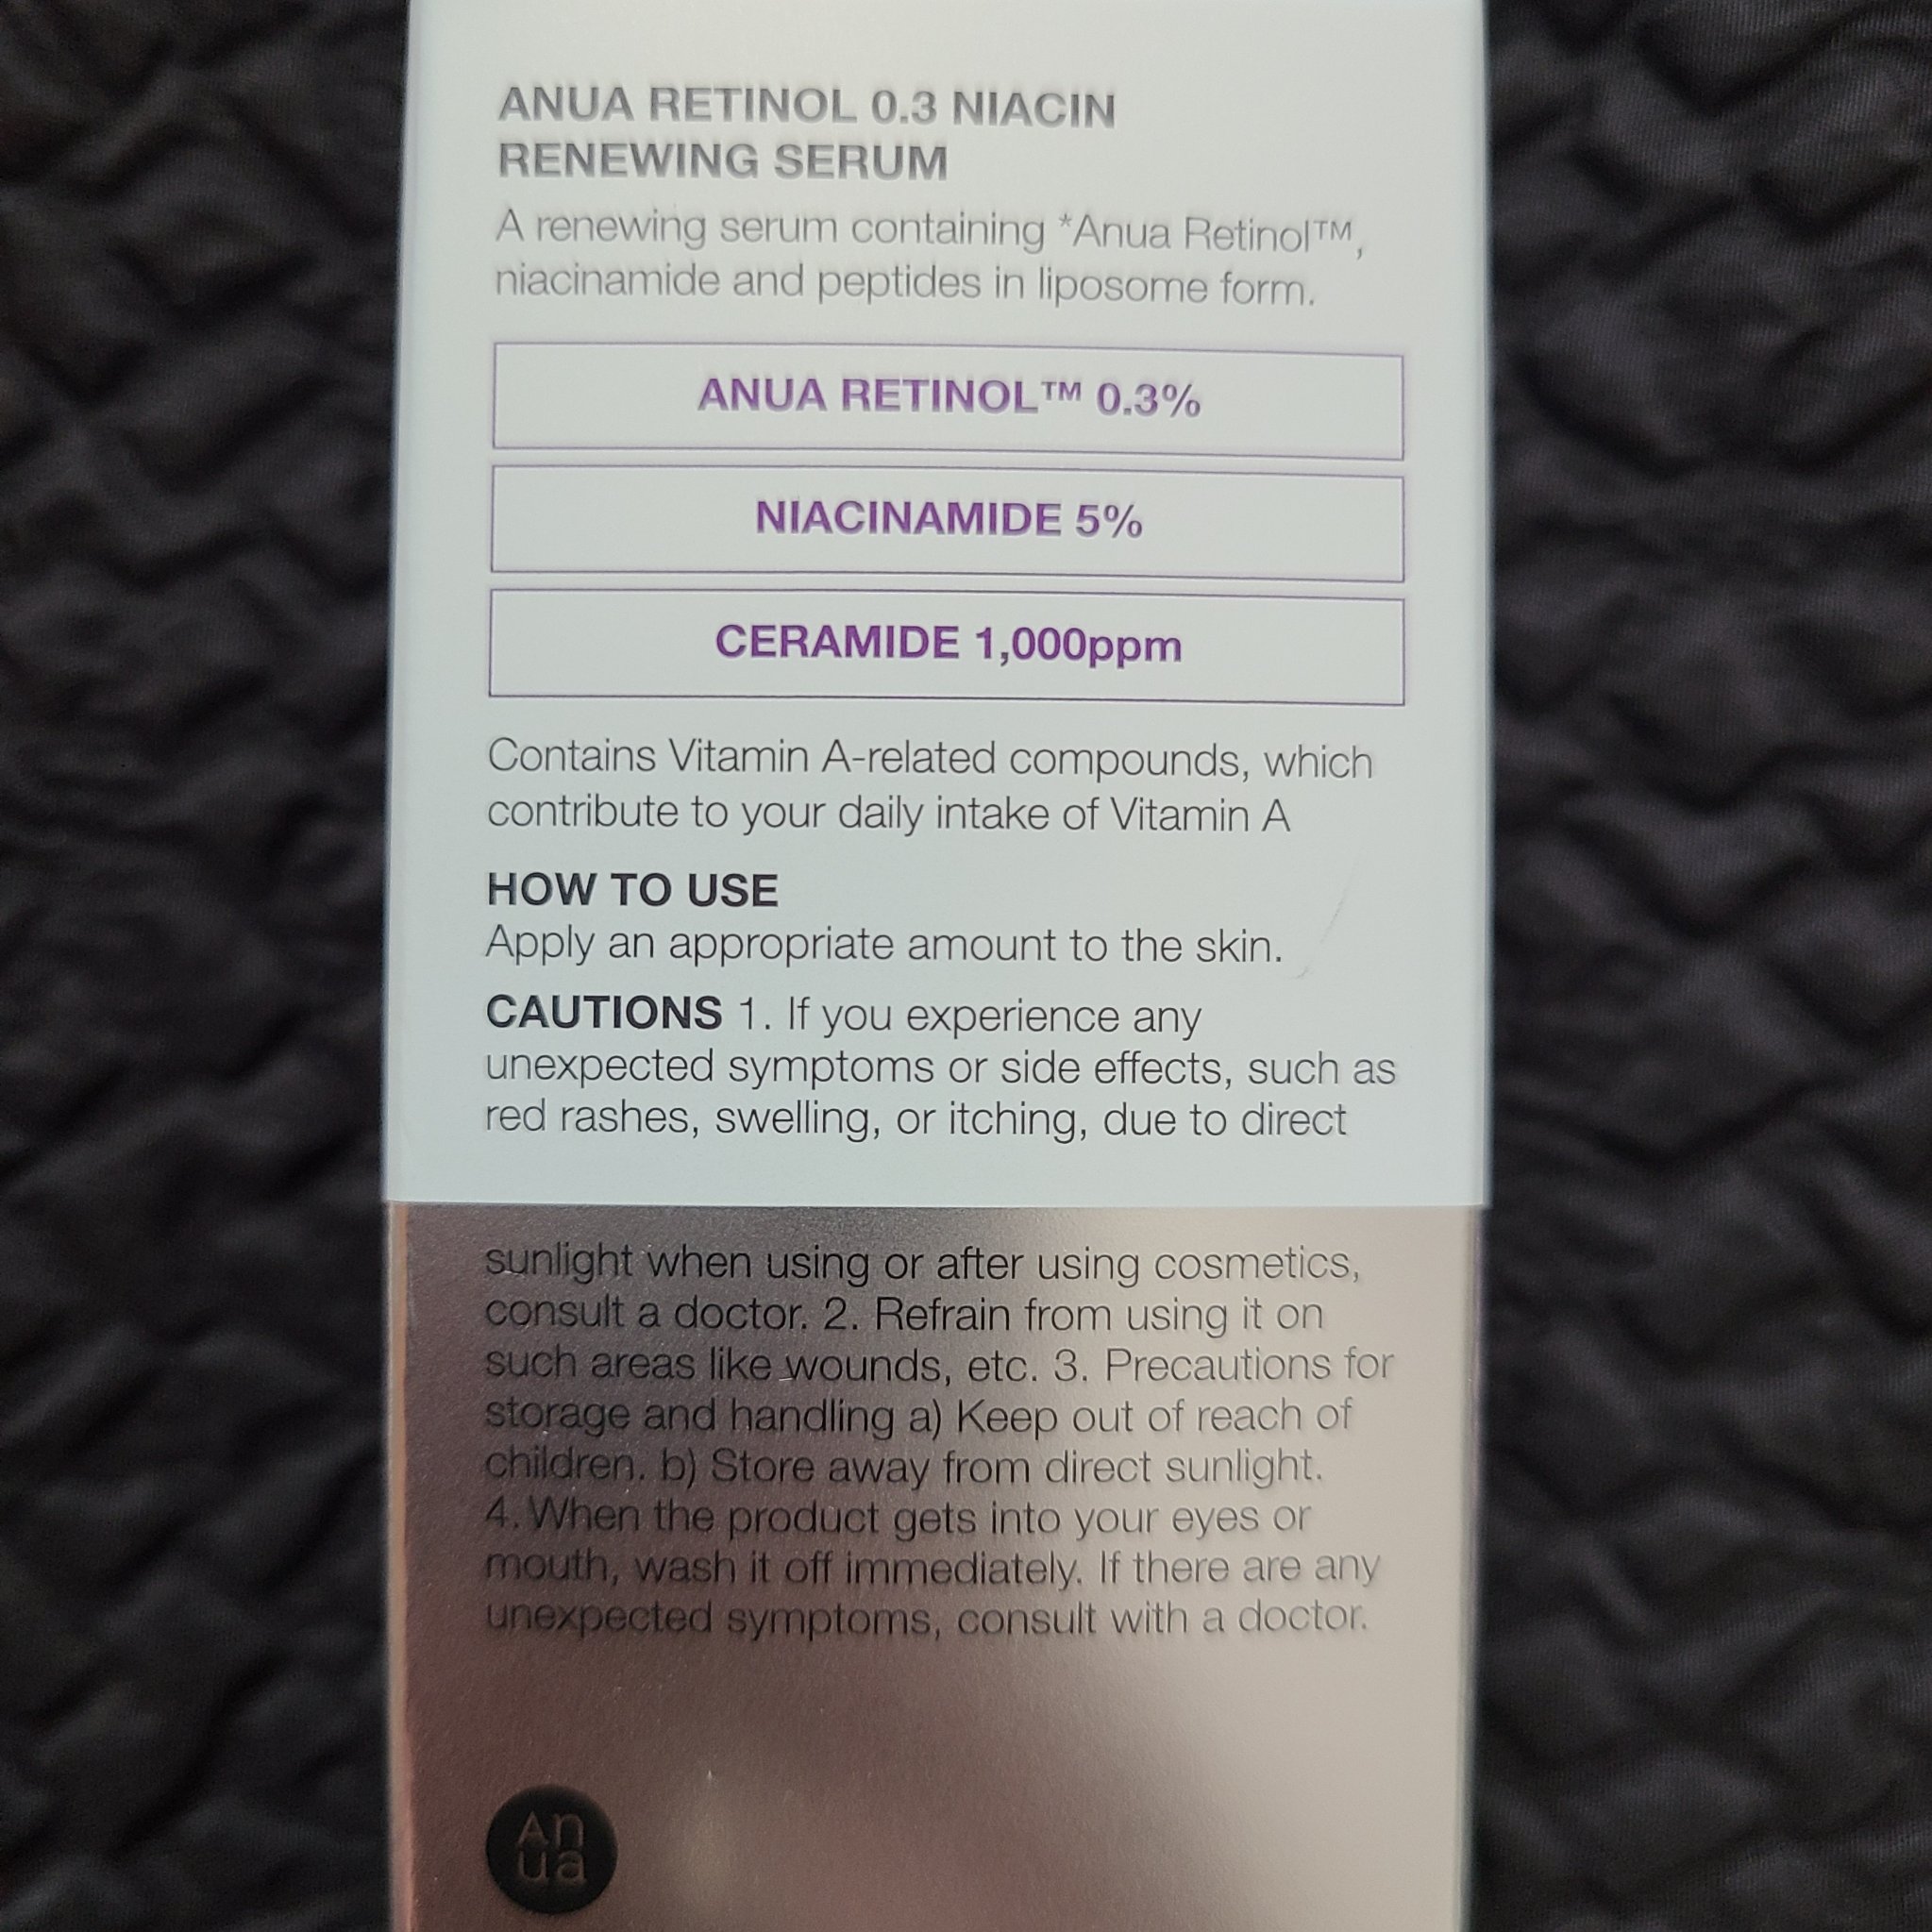 ANUA RETINOL 0.3 NIACIN
RENEWING SERUM
A renewing serum containing *Anua Retinol™,
niacinamide and peptides in liposome form.
ANUA RETINOL™ 0.3%
NIACINAMIDE 5%
CERAMIDE 1,000ppm
Contains Vitamin A-related compounds, which
contribute to your daily intake of Vitamin A
HOW TO USE
Apply an appropriate amount to the skin.
CAUTIONS 1. If you experience any
unexpected symptoms or side effects, such as
red rashes, swelling, or itching, due to direct
sunlight when using or after using cosmetics,
consult a doctor. 2. Refrain from using it on
such areas like wounds, etc. 3. Precautions for
storage and handling a) Keep out of reach of
children. b) Store away from direct sunlight.
4. When the product gets into your eyes or
mouth, wash it off immediately. If there are any
unexpected symptoms, consult with a doctor.
An
ua